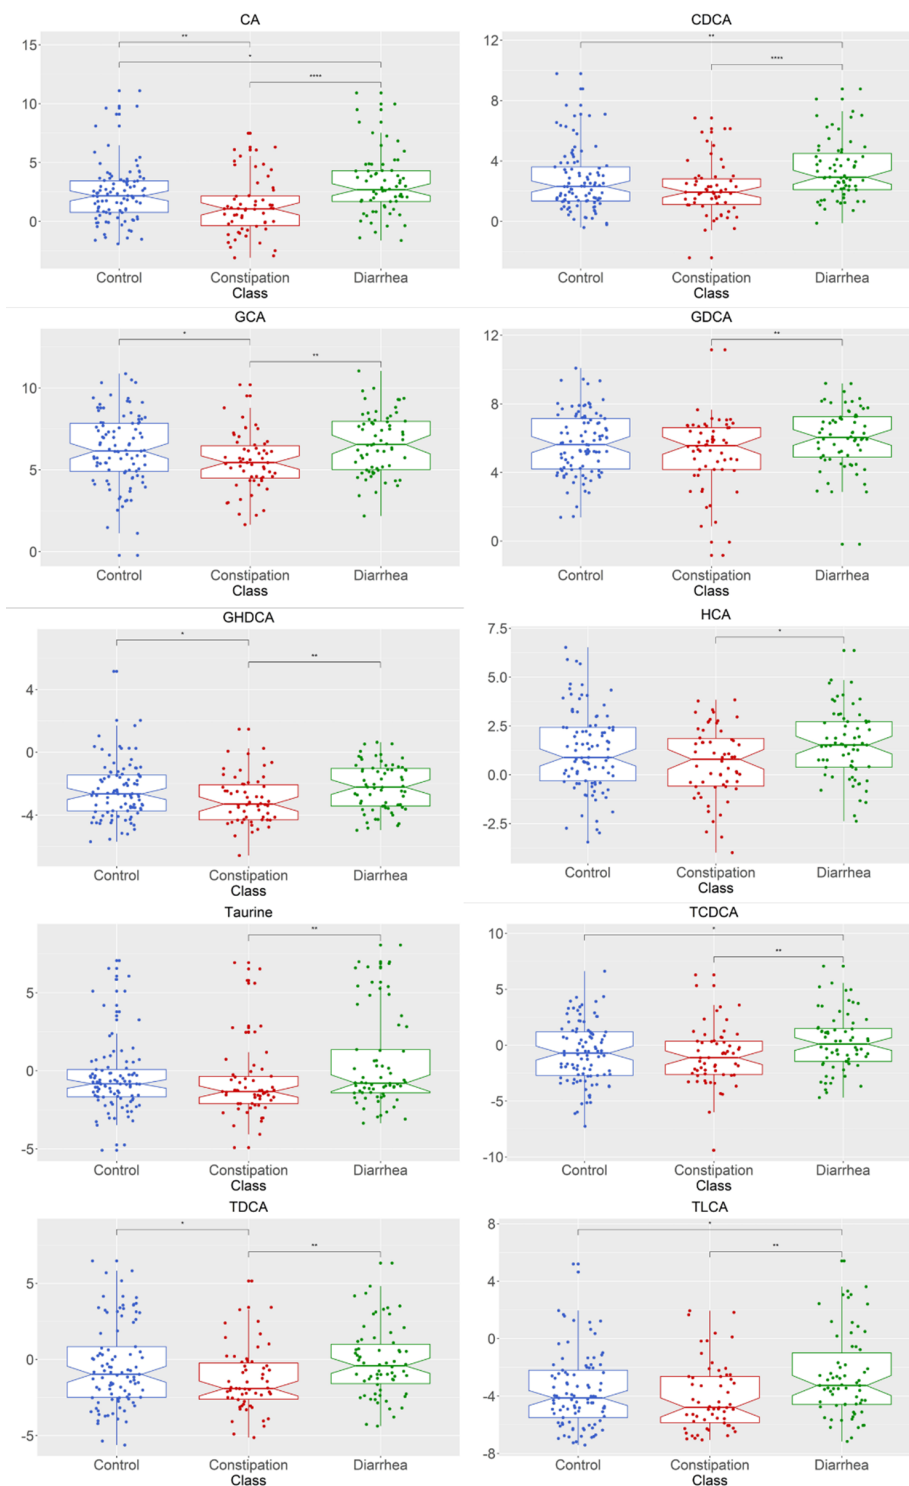 CA
**
*
****
15
10
5
0
Control Constipation Diarrhea
Class
CDCA
**
****
12
8
4
0
Control Constipation Diarrhea
Class
GCA
*
**
10
5
0
Control Constipation Diarrhea
Class
GDCA
**
12
8
4
0
Control Constipation Diarrhea
Class
GHDCA
*
**
4
0
-4
Control Constipation Diarrhea
Class
HCA
*
7.5
5.0
2.5
0.0
-2.5
Control Constipation Diarrhea
Class
Taurine
**
5
0
-5
Control Constipation Diarrhea
Class
TCDCA
*
**
10
5
0
-5
-10
Control Constipation Diarrhea
Class
TDCA
*
**
5
0
-5
Control Constipation Diarrhea
Class
TLCA
*
**
8
4
0
-4
-8
Control Constipation Diarrhea
Class